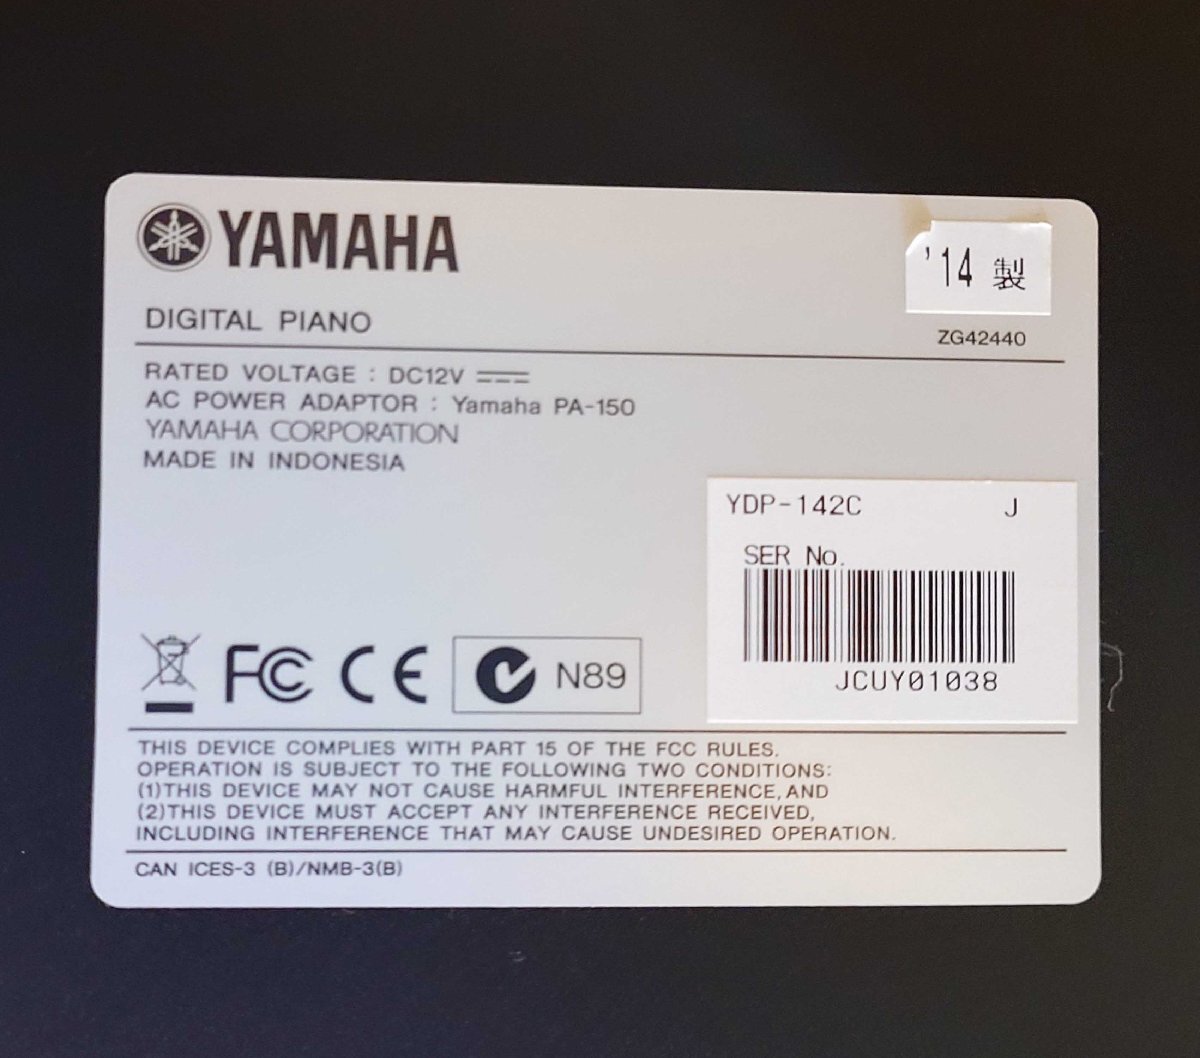 YAMAHA
'14 製
DIGITAL PIANO
ZG42440
RATED VOLTAGE : DC12V
AC POWER ADAPTOR : Yamaha PA-150
YAMAHA CORPORATION
MADE IN INDONESIA
YDP-142C J
SER No.
JCUY01038
FC CE N89
THIS DEVICE COMPLIES WITH PART 15 OF THE FCC RULES.
OPERATION IS SUBJECT TO THE FOLLOWING TWO CONDITIONS:
(1)THIS DEVICE MAY NOT CAUSE HARMFUL INTERFERENCE, AND
(2)THIS DEVICE MUST ACCEPT ANY INTERFERENCE RECEIVED,
INCLUDING INTERFERENCE THAT MAY CAUSE UNDESIRED OPERATION.
CAN ICES-3 (B)/NMB-3(B)